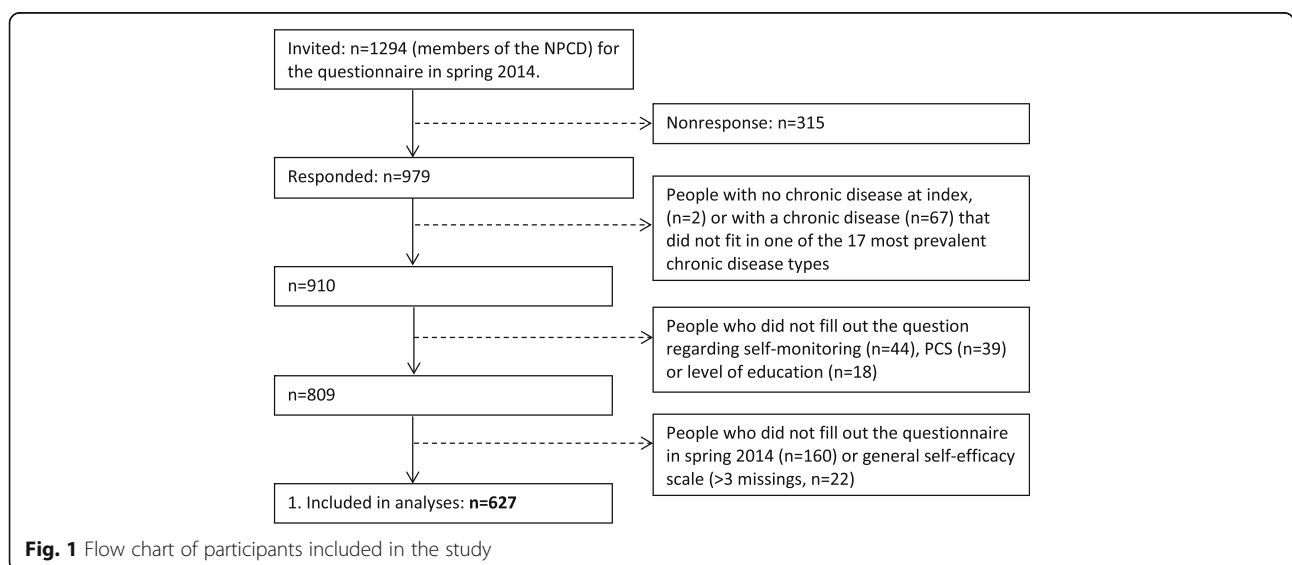 Invited: n=1294 (members of the NPCD) for
the questionnaire in spring 2014.
Nonresponse: n=315
Responded: n=979
People with no chronic disease at index,
(n=2) or with a chronic disease (n=67) that
did not fit in one of the 17 most prevalent
chronic disease types
n=910
People who did not fill out the question
regarding self-monitoring (n=44), PCS (n=39)
or level of education (n=18)
n=809
People who did not fill out the questionnaire
in spring 2014 (n=160) or general self-efficacy
scale (>3 missings, n=22)
1. Included in analyses: n=627
Fig. 1 Flow chart of participants included in the study